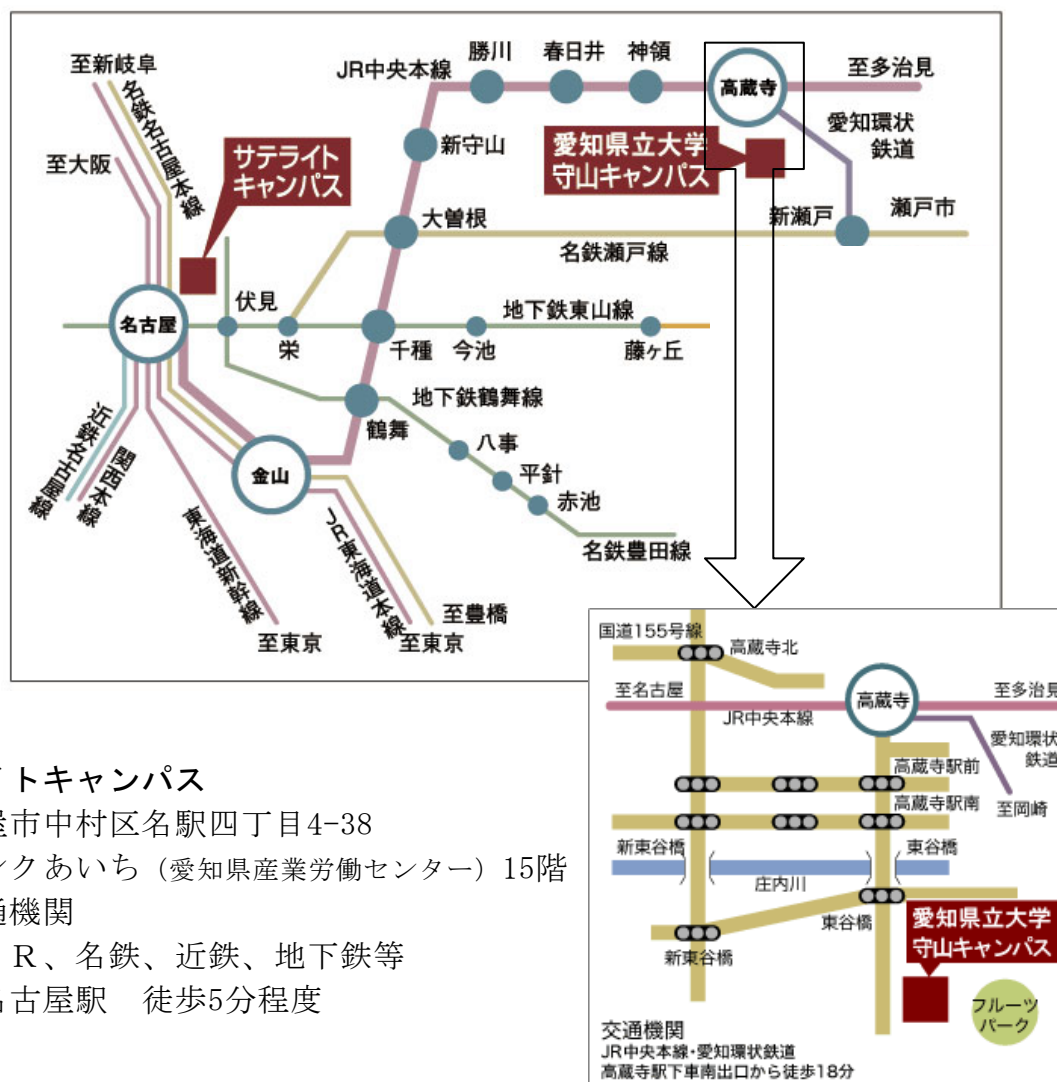 至新岐阜
名鉄名古屋本線
至大阪
サテライト
キャンパス
JR中央本線
勝川
春日井
神領
高蔵寺
至多治見
愛知環状
鉄道
新守山
愛知県立大学
守山キャンパス
大曽根
新瀬戸
瀬戸市
名鉄瀬戸線
名古屋
伏見
栄
千種
今池
地下鉄東山線
藤ヶ丘
鶴舞
地下鉄鶴舞線
八事
平針
赤池
名鉄豊田線
金山
近鉄名古屋線
関西本線
東海道新幹線
JR東海道本線
至東京
至東京
至豊橋
国道155号線
高蔵寺北
至名古屋
高蔵寺
至多治見
JR中央本線
愛知環状
鉄道
高蔵寺駅前
高蔵寺駅南
至岡崎
新東谷橋
東谷橋
庄内川
東谷橋
新東谷橋
愛知県立大学
守山キャンパス
フルーツ
パーク
交通機関
JR中央本線・愛知環状鉄道
高蔵寺駅下車南出口から徒歩18分
トキャンパス
屋市中村区名駅四丁目4-38
クあいち（愛知県産業労働センター）15階
通機関
Ｒ、名鉄、近鉄、地下鉄等
名古屋駅　徒歩5分程度